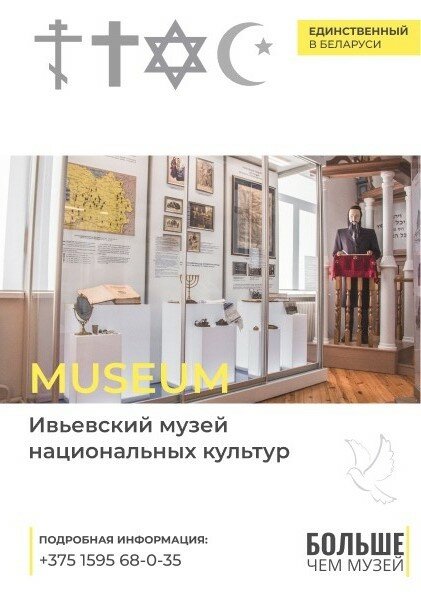 ЕДИНСТВЕННЫЙ
В БЕЛАРУСИ
MUSEUM
Ивьевский музей
национальных культур
ПОДРОБНАЯ ИНФОРМАЦИЯ:
+375 1595 68-0-35
БОЛЬШЕ
ЧЕМ МУЗЕЙ